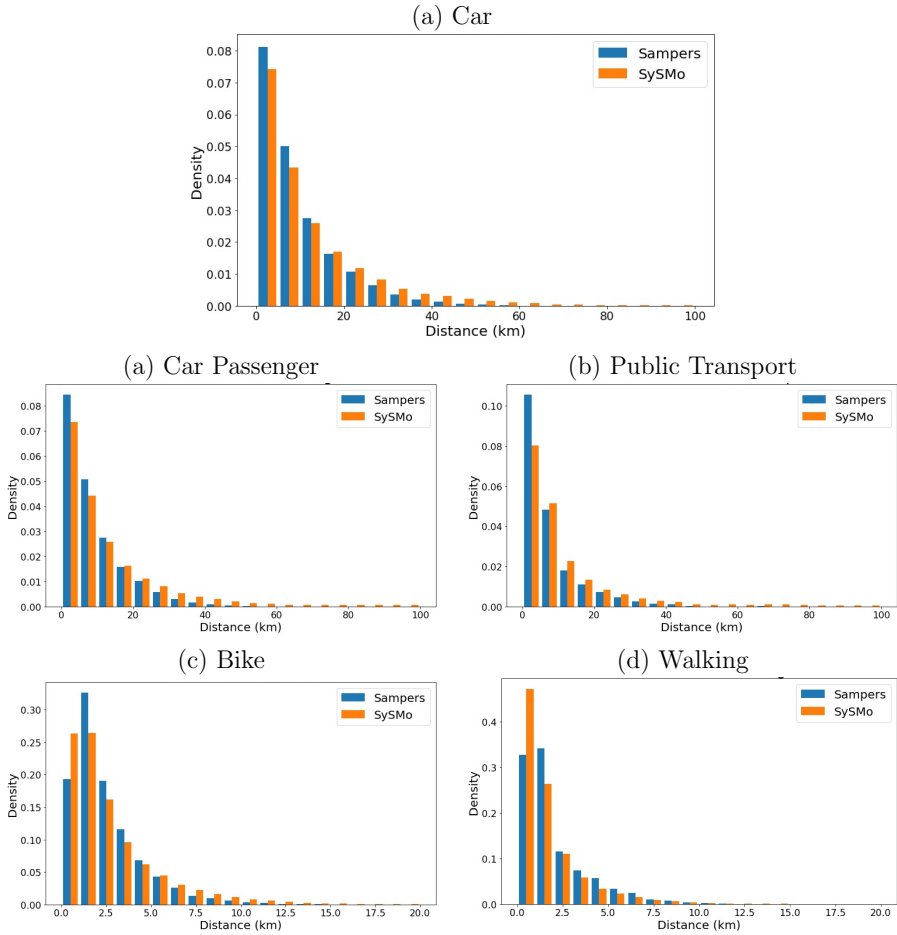 (a) Car
Sampers
SySMo
Density
0.08
0.07
0.06
0.05
0.04
0.03
0.02
0.01
0.00
0 20 40 60 80 100
Distance (km)
(a) Car Passenger
Sampers
SySMo
Density
0.08
0.07
0.06
0.05
0.04
0.03
0.02
0.01
0.00
0 20 40 60 80 100
Distance (km)
(b) Public Transport
Sampers
SySMo
Density
0.10
0.08
0.06
0.04
0.02
0.00
0 20 40 60 80 100
Distance (km)
(c) Bike
Sampers
SySMo
Density
0.30
0.25
0.20
0.15
0.10
0.05
0.00
0.0 2.5 5.0 7.5 10.0 12.5 15.0 17.5 20.0
Distance (km)
(d) Walking
Sampers
SySMo
Density
0.4
0.3
0.2
0.1
0.0
0.0 2.5 5.0 7.5 10.0 12.5 15.0 17.5 20.0
Distance (km)